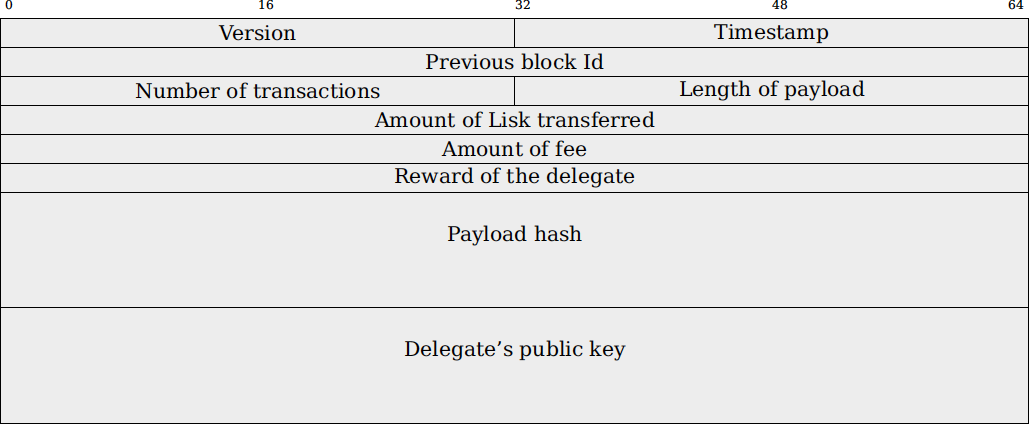 0 16 32 48 64
Version Timestamp
Previous block Id
Number of transactions Length of payload
Amount of Lisk transferred
Amount of fee
Reward of the delegate
Payload hash
Delegate’s public key